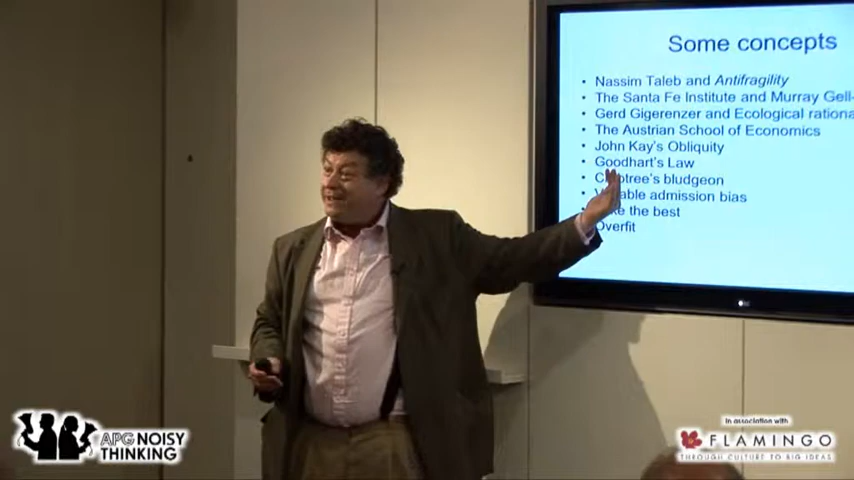 Some concepts
• Nassim Taleb and Antifragility
• The Santa Fe Institute and Murray Gell-
• Gerd Gigerenzer and Ecological rationa
• The Austrian School of Economics
• John Kay's Obliquity
• Goodhart's Law
• bludgeon
• admission bias
• the best
• Overfit
APG NOISY
THINKING
In association with
FLAMINGO
THROUGH CULTURE TO BIG IDEAS